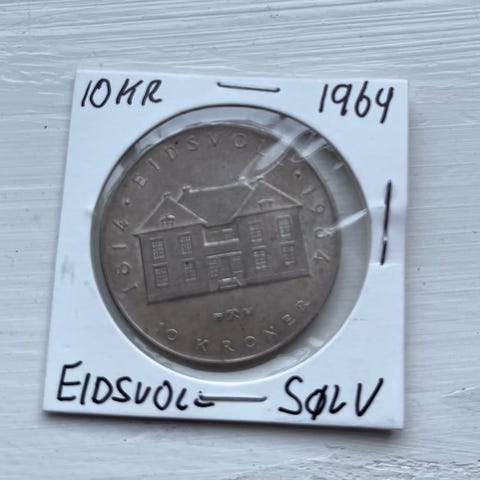 10 KR 1964
1814 · EIDSVOLL · 1964
10 KRONER
EIDSVOLL SØLV